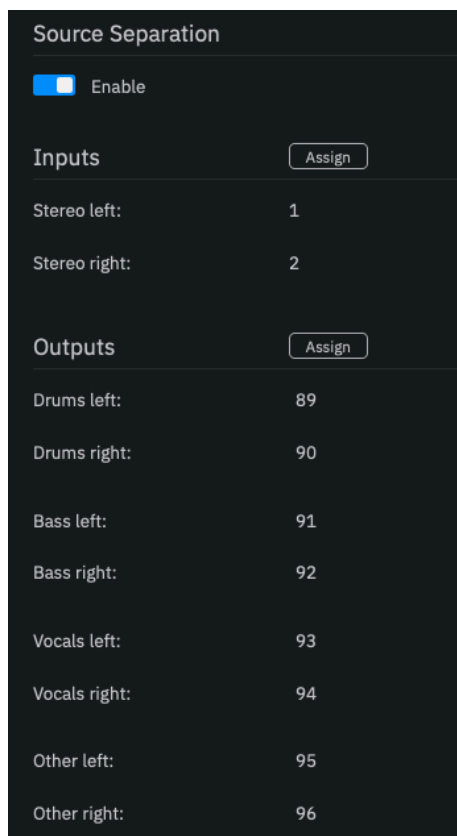 Source Separation
Enable
Inputs Assign
Stereo left: 1
Stereo right: 2
Outputs Assign
Drums left: 89
Drums right: 90
Bass left: 91
Bass right: 92
Vocals left: 93
Vocals right: 94
Other left: 95
Other right: 96